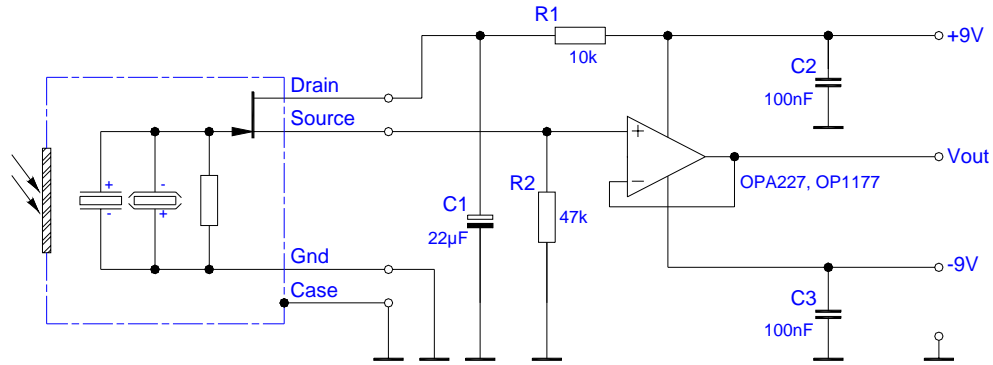 R1
+9V
10k
C2
100nF
Drain
Source
+
-
+
-
+
−
Vout
OPA227, OP1177
R2
47k
C1
22µF
Gnd
Case
-9V
C3
100nF